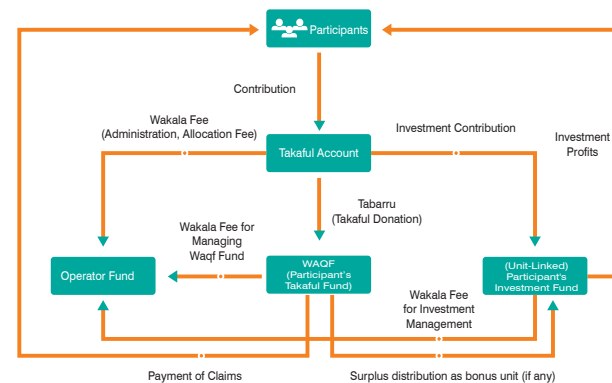 Participants
Contribution
Wakala Fee
(Administration, Allocation Fee)
Investment Contribution
Investment
Profits
Takaful Account
Tabarru
(Takaful Donation)
Wakala Fee for
Managing
Waqf Fund
Operator Fund
WAQF
(Participant's
Takaful Fund)
(Unit-Linked)
Participant's
Investment Fund
Wakala Fee
for Investment
Management
Payment of Claims
Surplus distribution as bonus unit (if any)